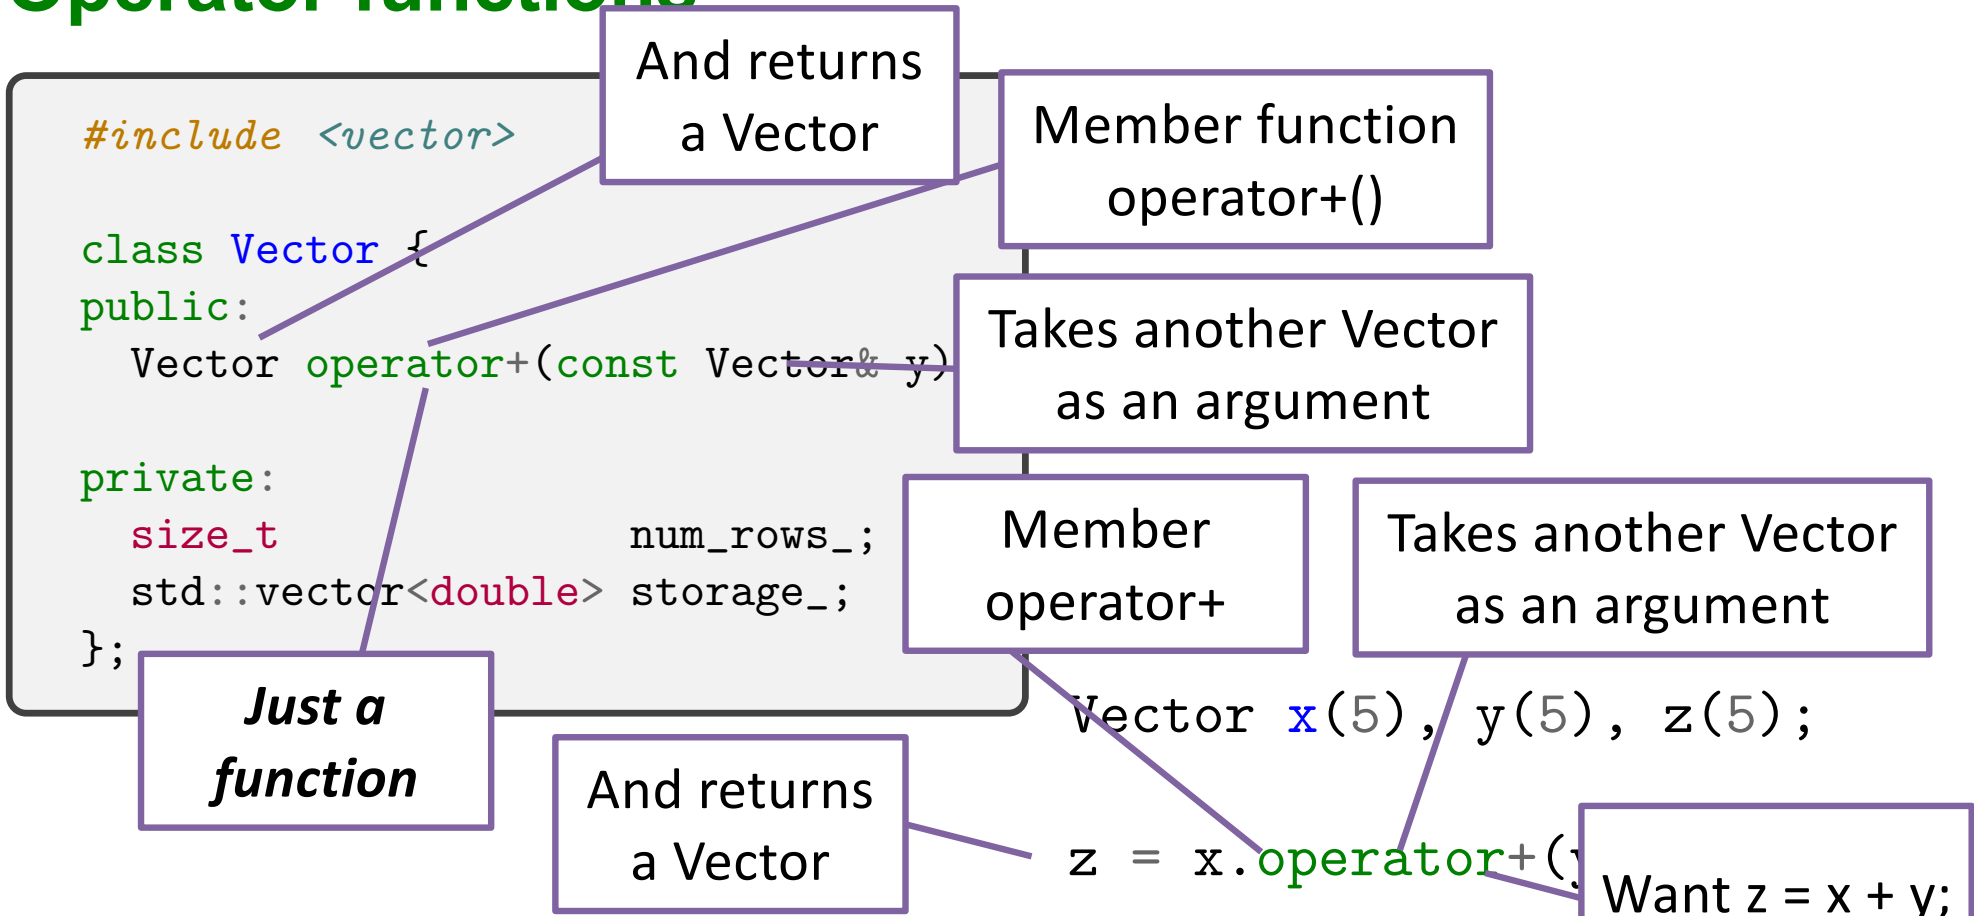 Operator functions
And returns
a Vector
Member function
operator+()
#include <vector>
class Vector {
public:
Vector operator+(const Vector& y)
Takes another Vector
as an argument
private:
size_t num_rows_;
std::vector<double> storage_;
};
Member
operator+
Takes another Vector
as an argument
Just a
function
Vector x(5), y(5), z(5);
And returns
a Vector
z = x.operator+(y
Want z = x + y;